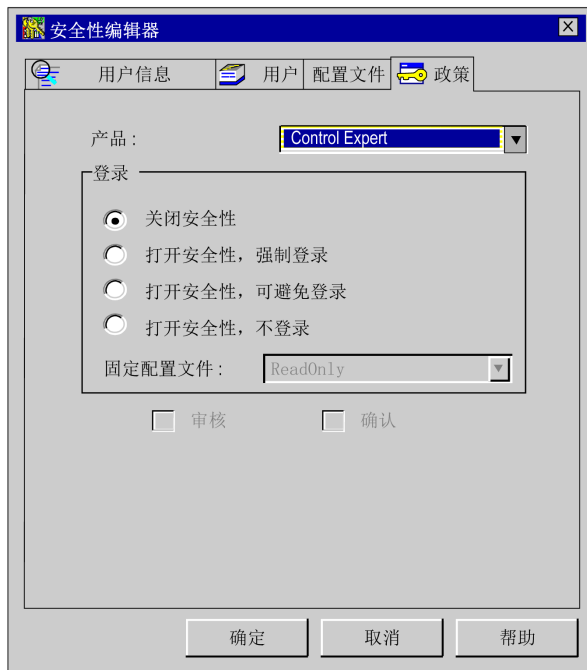 安全性编辑器
用户信息 用户 配置文件 政策
产品: Control Expert
登录
关闭安全性
打开安全性，强制登录
打开安全性，可避免登录
打开安全性，不登录
固定配置文件: ReadOnly
审核 确认
确定 取消 帮助